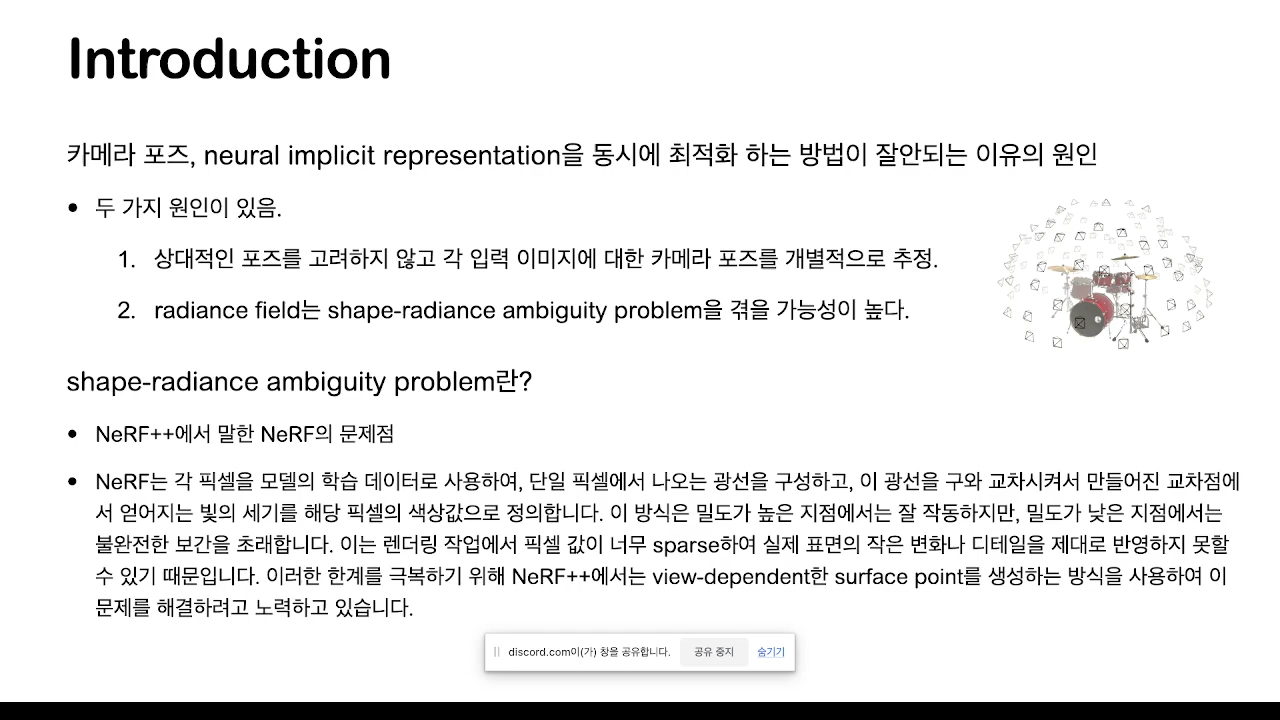 Introduction
카메라 포즈, neural implicit representation을 동시에 최적화 하는 방법이 잘안되는 이유의 원인
• 두 가지 원인이 있음.
1. 상대적인 포즈를 고려하지 않고 각 입력 이미지에 대한 카메라 포즈를 개별적으로 추정.
2. radiance field는 shape-radiance ambiguity problem을 겪을 가능성이 높다.
shape-radiance ambiguity problem란?
• NeRF++에서 말한 NeRF의 문제점
• NeRF는 각 픽셀을 모델의 학습 데이터로 사용하여, 단일 픽셀에서 나오는 광선을 구성하고, 이 광선을 구와 교차시켜서 만들어진 교차점에
서 얻어지는 빛의 세기를 해당 픽셀의 색상값으로 정의합니다. 이 방식은 밀도가 높은 지점에서는 잘 작동하지만, 밀도가 낮은 지점에서는
불완전한 보간을 초래합니다. 이는 렌더링 작업에서 픽셀 값이 너무 sparse하여 실제 표면의 작은 변화나 디테일을 제대로 반영하지 못할
수 있기 때문입니다. 이러한 한계를 극복하기 위해 NeRF++에서는 view-dependent한 surface point를 생성하는 방식을 사용하여 이
문제를 해결하려고 노력하고 있습니다.
discord.com이(가) 창을 공유합니다. 공유 중지 숨기기